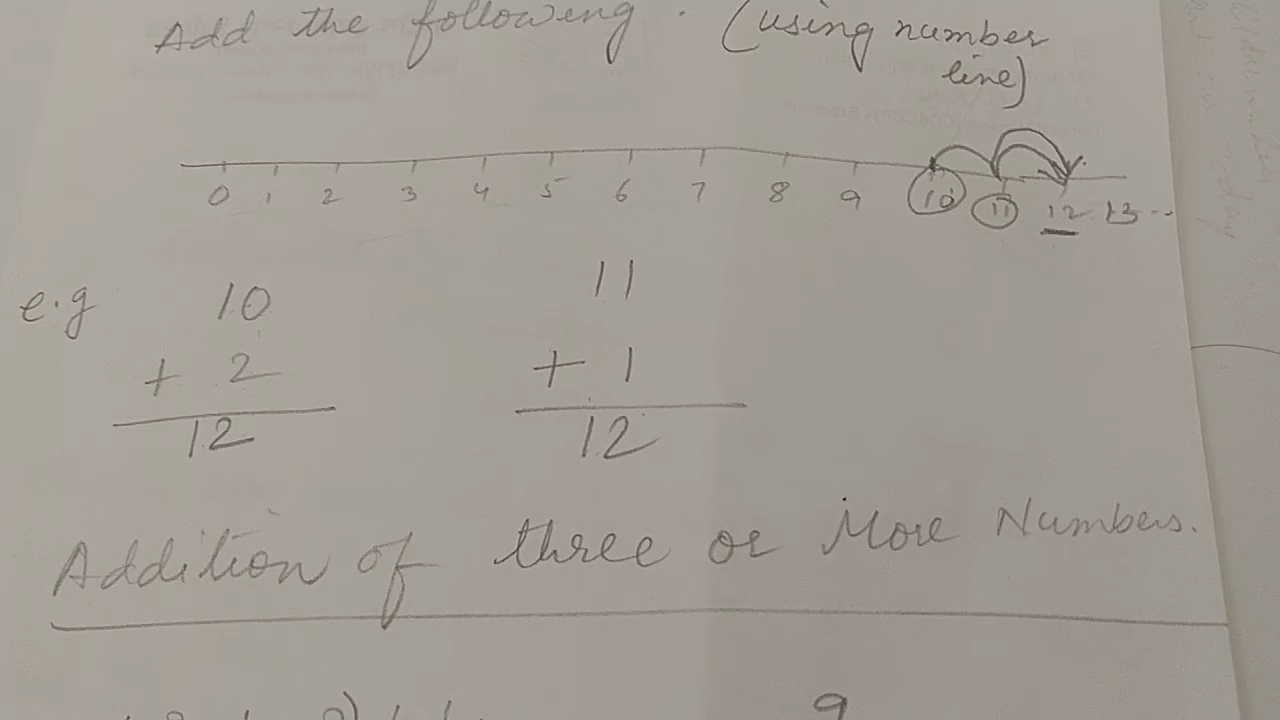 Add the following. (using number
line)
0 1 2 3 4 5 6 7 8 9 10 11 12 13...
e.g 10 11
+ 2 + 1
12 12
Addition of three or More Numbers.
9